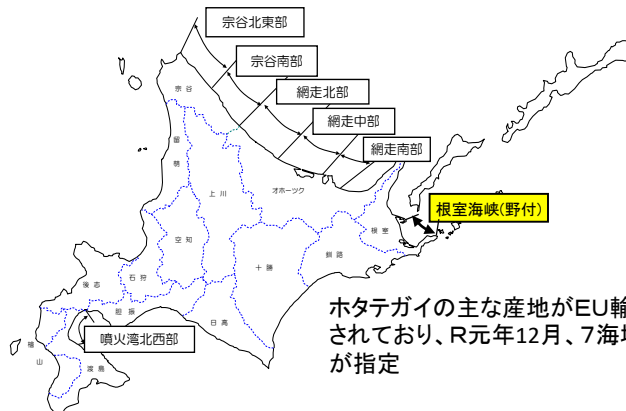 宗谷北東部
宗谷南部
網走北部
網走中部
網走南部
根室海峡(野付)
噴火湾北西部
宗谷
留萌
上川
オホーツク
空知
石狩
後志
胆振
日高
十勝
釧路
根室
檜山
渡島
ホタテガイの主な産地がEU輸
されており、R元年12月、7海域
が指定